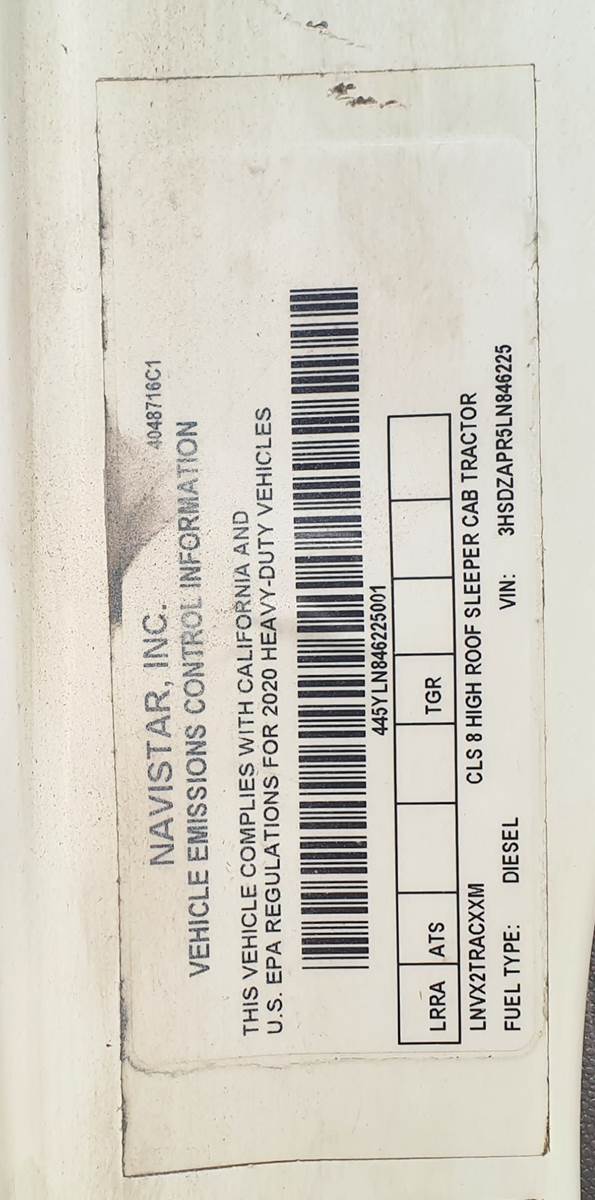 4048716C1
NAVISTAR, INC.
VEHICLE EMISSIONS CONTROL INFORMATION
THIS VEHICLE COMPLIES WITH CALIFORNIA AND
U.S. EPA REGULATIONS FOR 2020 HEAVY-DUTY VEHICLES
445YLN846225001
LRRA ATS TGR
LNVX2TRACXXM CLS 8 HIGH ROOF SLEEPER CAB TRACTOR
FUEL TYPE: DIESEL VIN: 3HSDZAPR5LN846225